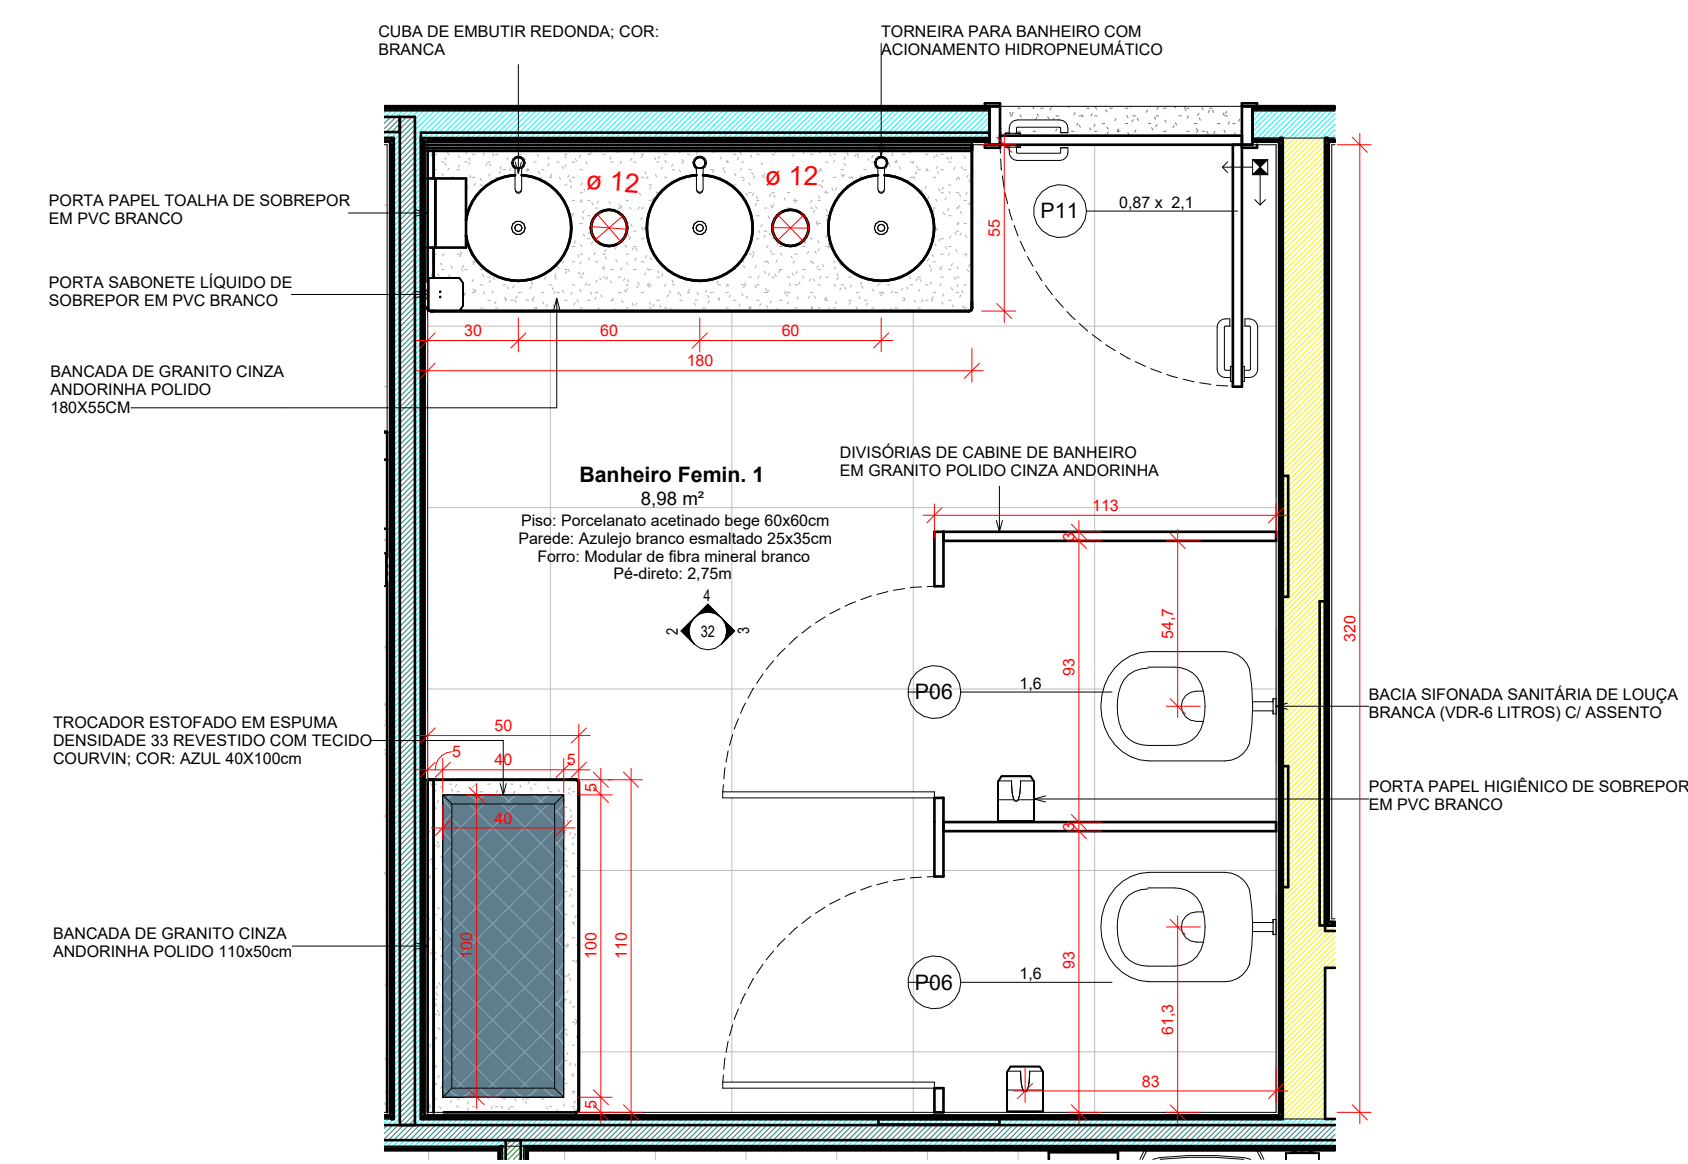 CUBA DE EMBUTIR REDONDA; COR:
BRANCA
TORNEIRA PARA BANHEIRO COM
ACIONAMENTO HIDROPNEUMÁTICO
PORTA PAPEL TOALHA DE SOBREPOR
EM PVC BRANCO
ø 12
ø 12
P11
0,87 x 2,1
55
PORTA SABONETE LÍQUIDO DE
SOBREPOR EM PVC BRANCO
30
60
60
180
BANCADA DE GRANITO CINZA
ANDORINHA POLIDO
180X55CM
DIVISÓRIAS DE CABINE DE BANHEIRO
EM GRANITO POLIDO CINZA ANDORINHA
Banheiro Femin. 1
8,98 m²
Piso: Porcelanato acetinado bege 60x60cm
Parede: Azulejo branco esmaltado 25x35cm
Forro: Modular de fibra mineral branco
Pé-direto: 2,75m
4
2
32
3
113
3
54,7
93
320
P06
1,6
BACIA SIFONADA SANITÁRIA DE LOUÇA
BRANCA (VDR-6 LITROS) C/ ASSENTO
TROCADOR ESTOFADO EM ESPUMA
DENSIDADE 33 REVESTIDO COM TECIDO
COURVIN; COR: AZUL 40X100cm
50
5
40
5
5
40
100
100
110
5
PORTA PAPEL HIGIÊNICO DE SOBREPOR
EM PVC BRANCO
3
BANCADA DE GRANITO CINZA
ANDORINHA POLIDO 110x50cm
93
P06
1,6
61,3
83